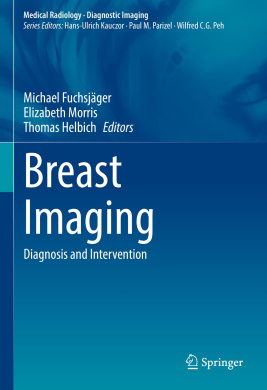 Medical Radiology · Diagnostic Imaging
Series Editors: Hans-Ulrich Kauczor · Paul M. Parizel · Wilfred C.G. Peh
Michael Fuchsjäger
Elizabeth Morris
Thomas Helbich Editors
Breast
Imaging
Diagnosis and Intervention
Springer